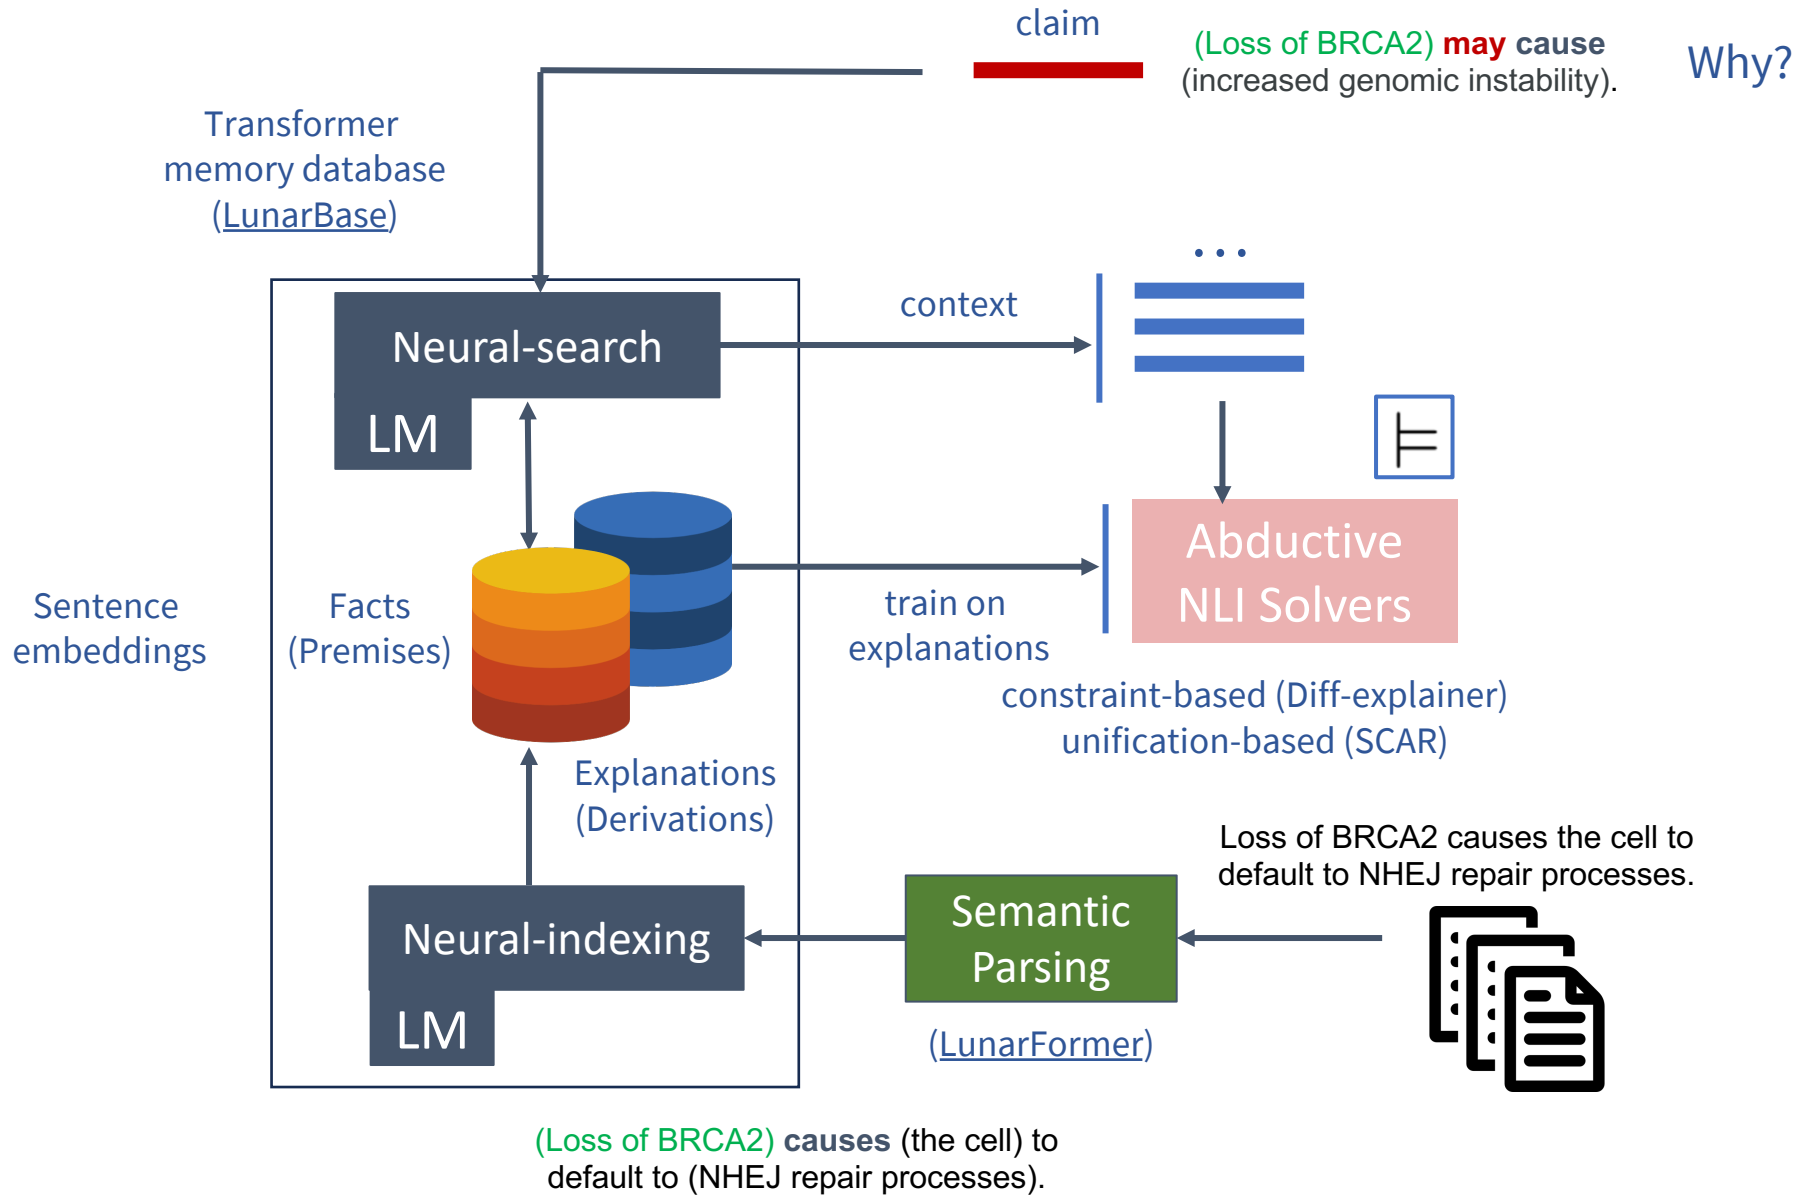 claim
(Loss of BRCA2) may cause
(increased genomic instability).
Why?
Transformer
memory database
(LunarBase)
...
Neural-search
LM
context
Sentence
embeddings
Facts
(Premises)
train on
explanations
Abductive
NLI Solvers
constraint-based (Diff-explainer)
unification-based (SCAR)
Explanations
(Derivations)
Loss of BRCA2 causes the cell to
default to NHEJ repair processes.
Neural-indexing
LM
Semantic
Parsing
(LunarFormer)
(Loss of BRCA2) causes (the cell) to
default to (NHEJ repair processes).